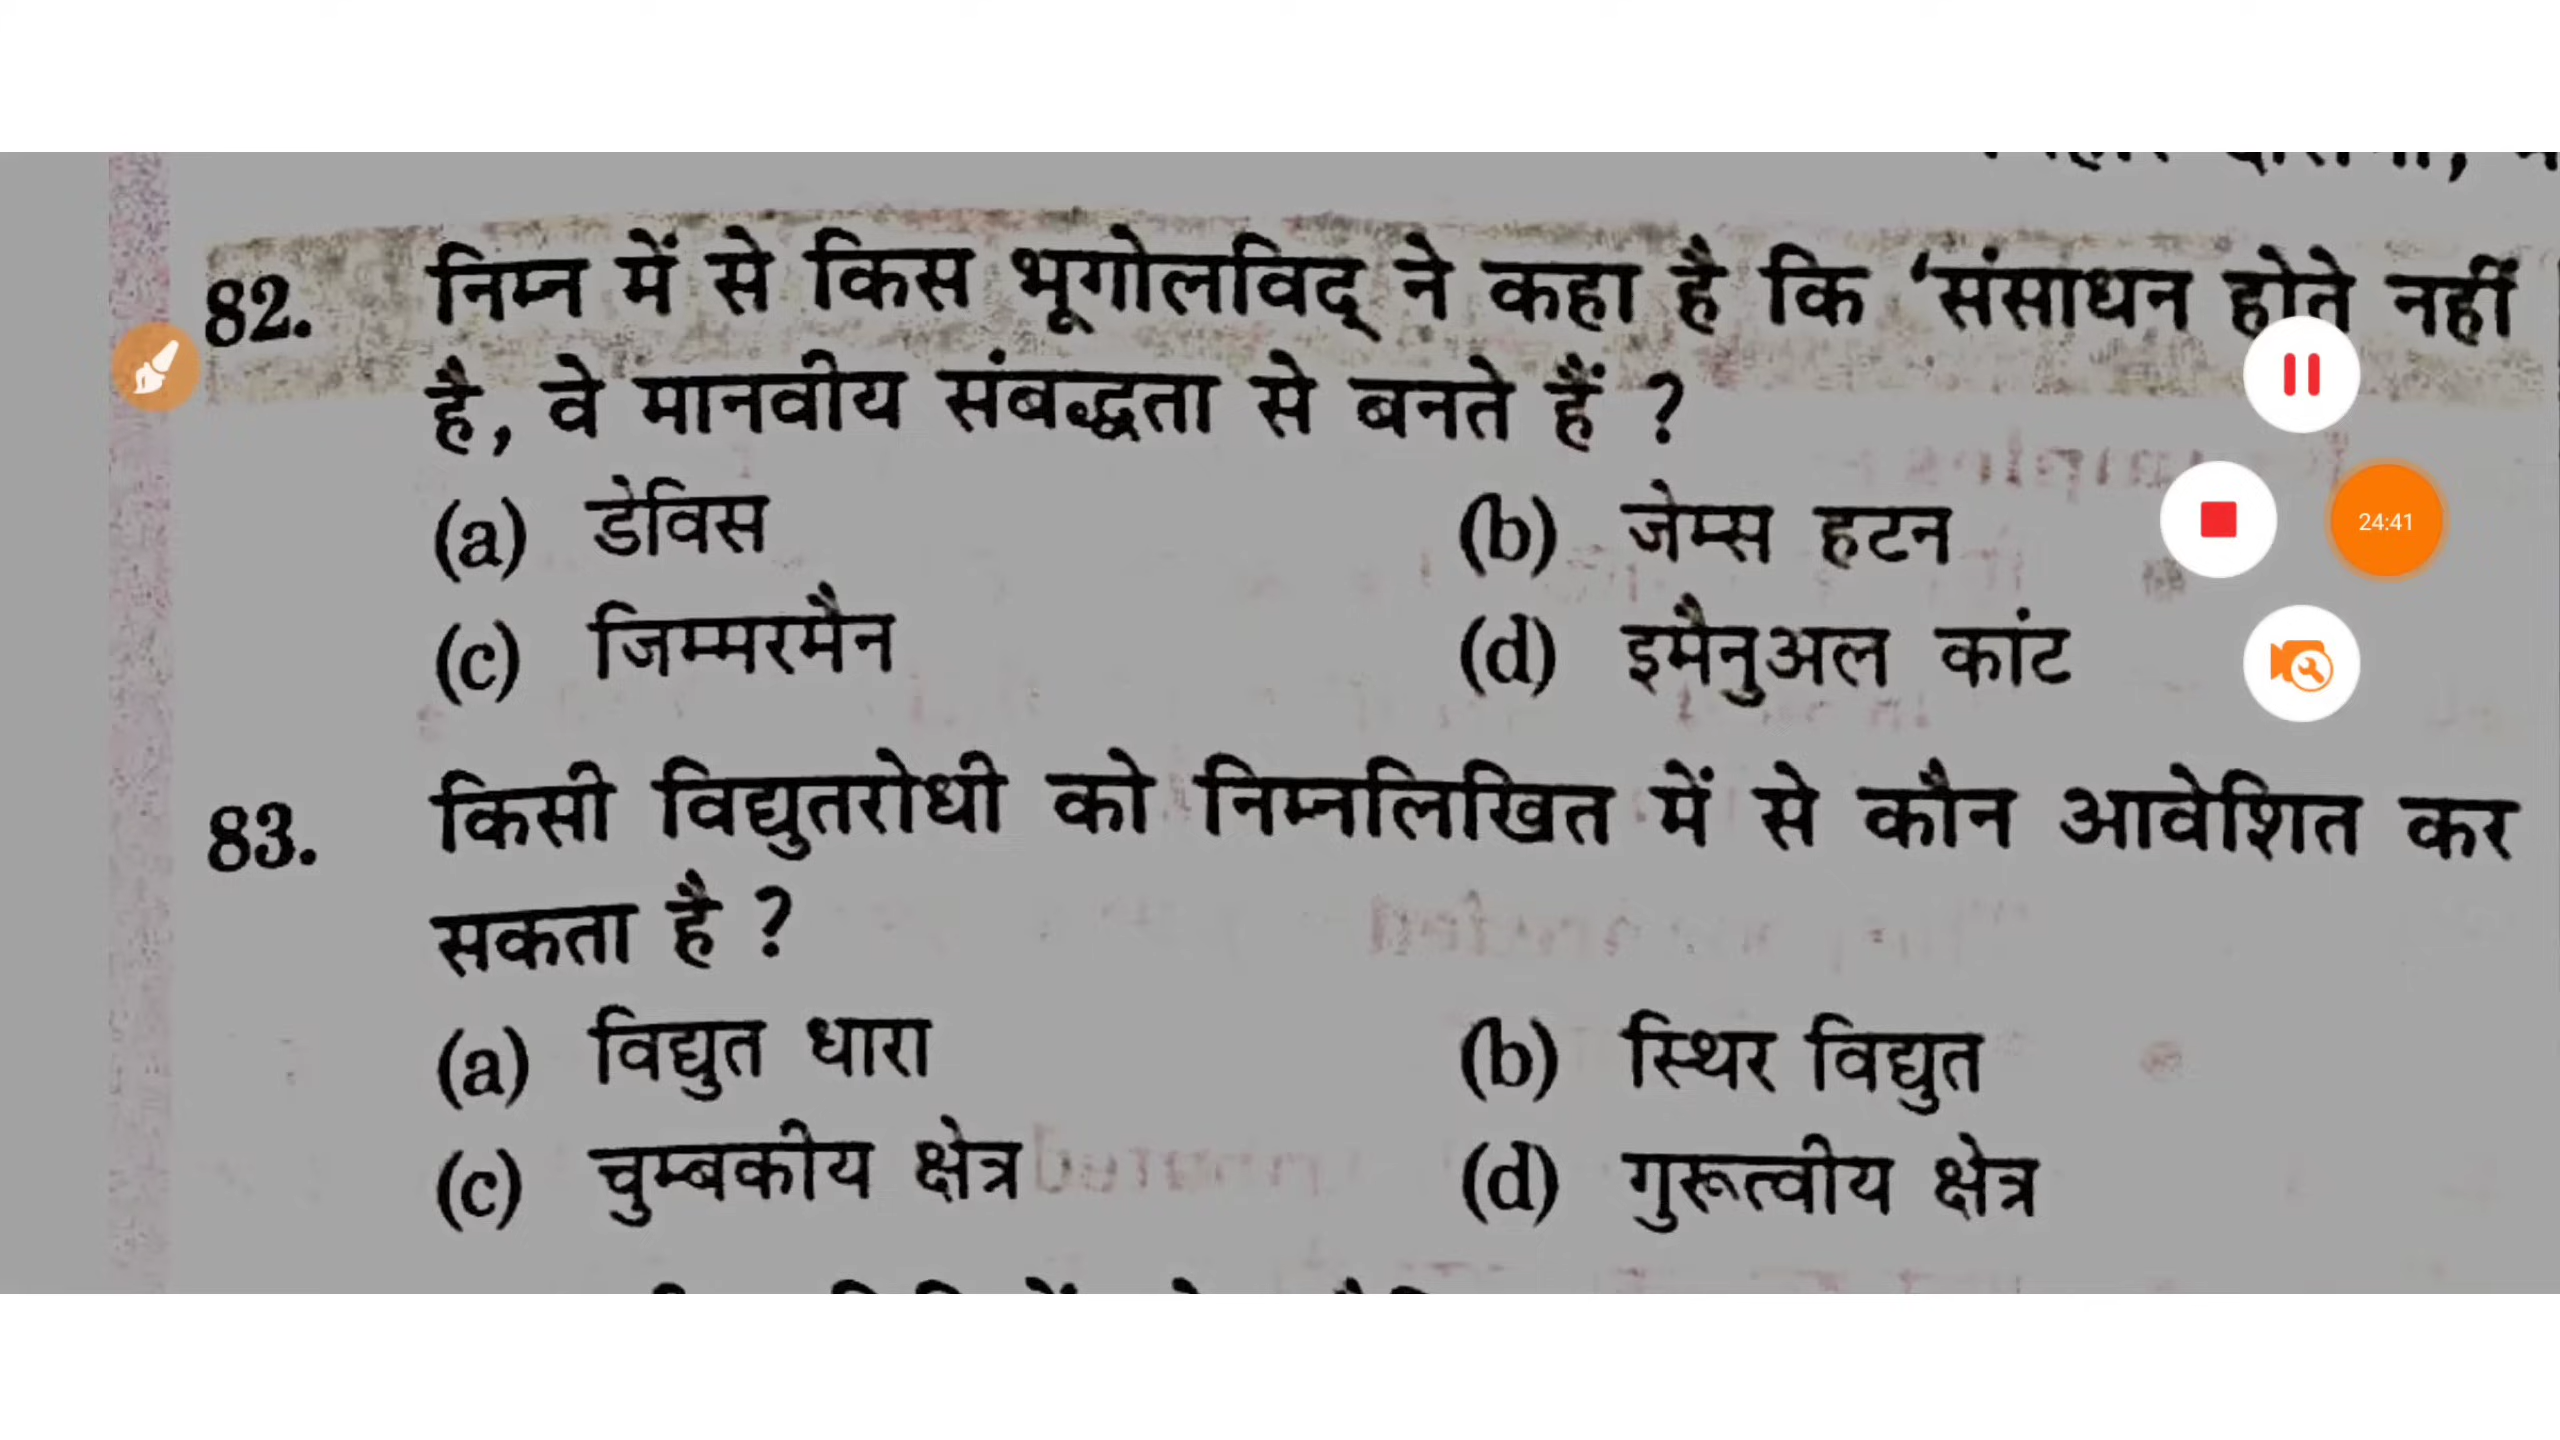 82. निम्न में से किस भूगोलविद् ने कहा है कि ‘संसाधन होते नहीं
है, वे मानवीय संबद्धता से बनते हैं ?
(a) डेविस (b) जेम्स हटन
24:41
(c) जिम्मरमैन (d) इमैनुअल कांट
83. किसी विद्युतरोधी को निम्नलिखित में से कौन आवेशित कर
सकता है ?
(a) विद्युत धारा (b) स्थिर विद्युत
(c) चुम्बकीय क्षेत्र (d) गुरूत्वीय क्षेत्र